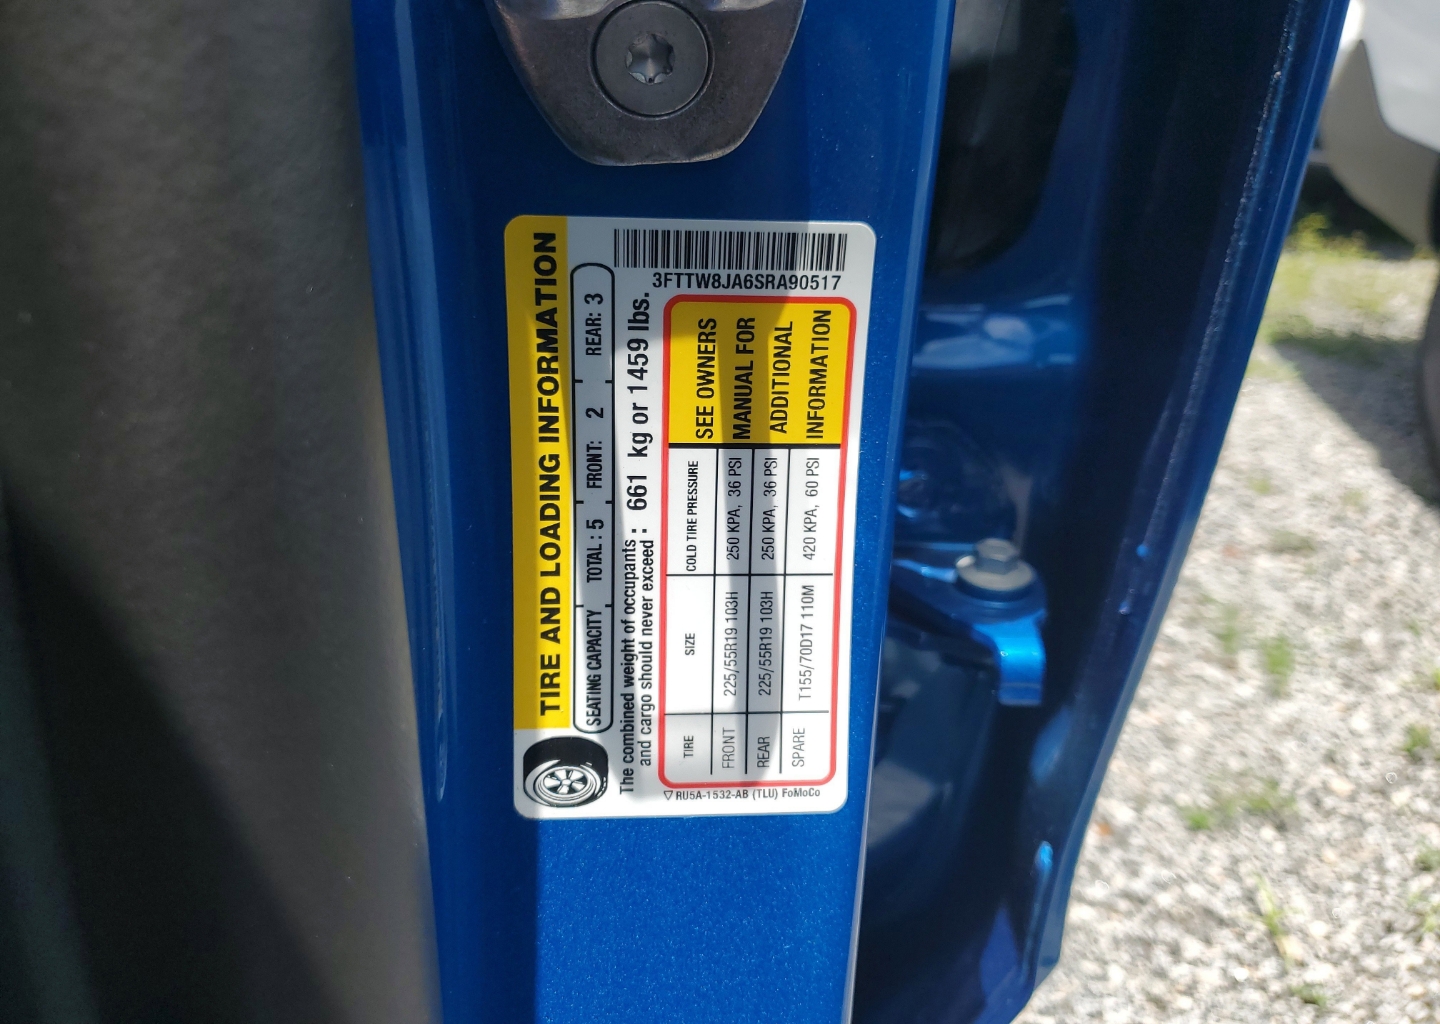 TIRE AND LOADING INFORMATION
SEATING CAPACITY TOTAL: 5 FRONT: 2 REAR: 3
The combined weight of occupants
and cargo should never exceed : 661 kg or 1459 lbs.
3FTTW8JA6SRA90517
TIRE SIZE COLD TIRE PRESSURE
FRONT 225/55R19 103H 250 KPA, 36 PSI
REAR 225/55R19 103H 250 KPA, 36 PSI
SPARE T155/70D17 110M 420 KPA, 60 PSI
SEE OWNERS
MANUAL FOR
ADDITIONAL
INFORMATION
RU5A-1532-AB (TLU) FoMoCo